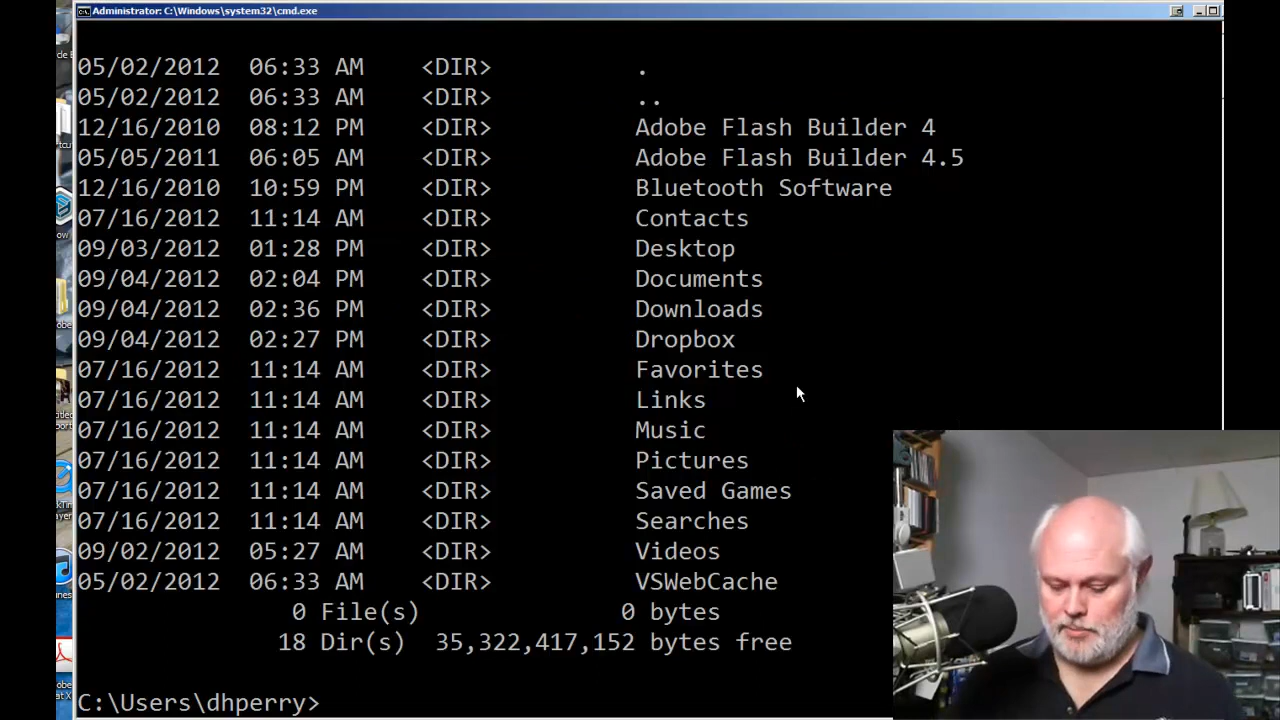 Administrator: C:\Windows\system32\cmd.exe
05/02/2012 06:33 AM <DIR> .
05/02/2012 06:33 AM <DIR> ..
12/16/2010 08:12 PM <DIR> Adobe Flash Builder 4
05/05/2011 06:05 AM <DIR> Adobe Flash Builder 4.5
12/16/2010 10:59 PM <DIR> Bluetooth Software
07/16/2012 11:14 AM <DIR> Contacts
09/03/2012 01:28 PM <DIR> Desktop
09/04/2012 02:04 PM <DIR> Documents
09/04/2012 02:36 PM <DIR> Downloads
09/04/2012 02:27 PM <DIR> Dropbox
07/16/2012 11:14 AM <DIR> Favorites
07/16/2012 11:14 AM <DIR> Links
07/16/2012 11:14 AM <DIR> Music
07/16/2012 11:14 AM <DIR> Pictures
07/16/2012 11:14 AM <DIR> Saved Games
07/16/2012 11:14 AM <DIR> Searches
09/02/2012 05:27 AM <DIR> Videos
05/02/2012 06:33 AM <DIR> VSWebCache
0 File(s) 0 bytes
18 Dir(s) 35,322,417,152 bytes free
C:\Users\dhperry>